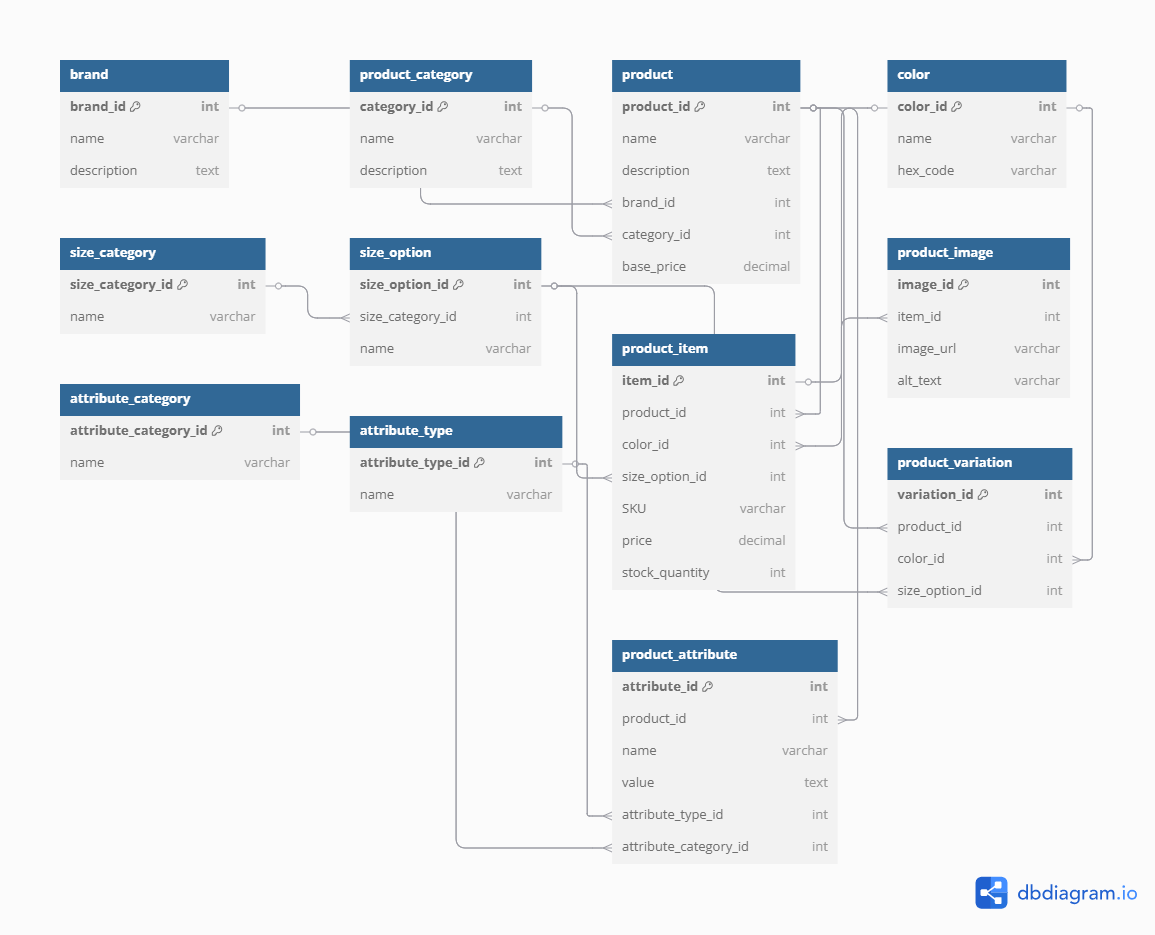 brand
brand_id int
name varchar
description text
product_category
category_id int
name varchar
description text
product
product_id int
name varchar
description text
brand_id int
category_id int
base_price decimal
color
color_id int
name varchar
hex_code varchar
size_category
size_category_id int
name varchar
size_option
size_option_id int
size_category_id int
name varchar
product_image
image_id int
item_id int
image_url varchar
alt_text varchar
product_item
item_id int
product_id int
color_id int
size_option_id int
SKU varchar
price decimal
stock_quantity int
attribute_category
attribute_category_id int
name varchar
attribute_type
attribute_type_id int
name varchar
product_variation
variation_id int
product_id int
color_id int
size_option_id int
product_attribute
attribute_id int
product_id int
name varchar
value text
attribute_type_id int
attribute_category_id int
dbdiagram.io